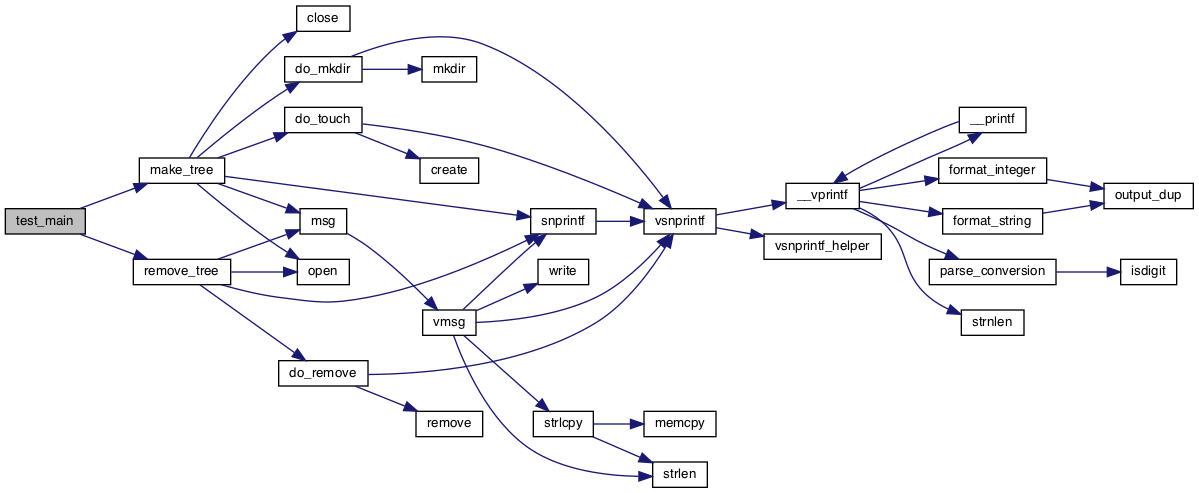 close
do_mkdir
mkdir
do_touch
__printf
make_tree
create
format_integer
output_dup
test_main
msg
snprintf
vsnprintf
__vprintf
format_string
vsnprintf_helper
remove_tree
open
write
parse_conversion
isdigit
vmsg
strnlen
do_remove
remove
strlcpy
memcpy
strlen